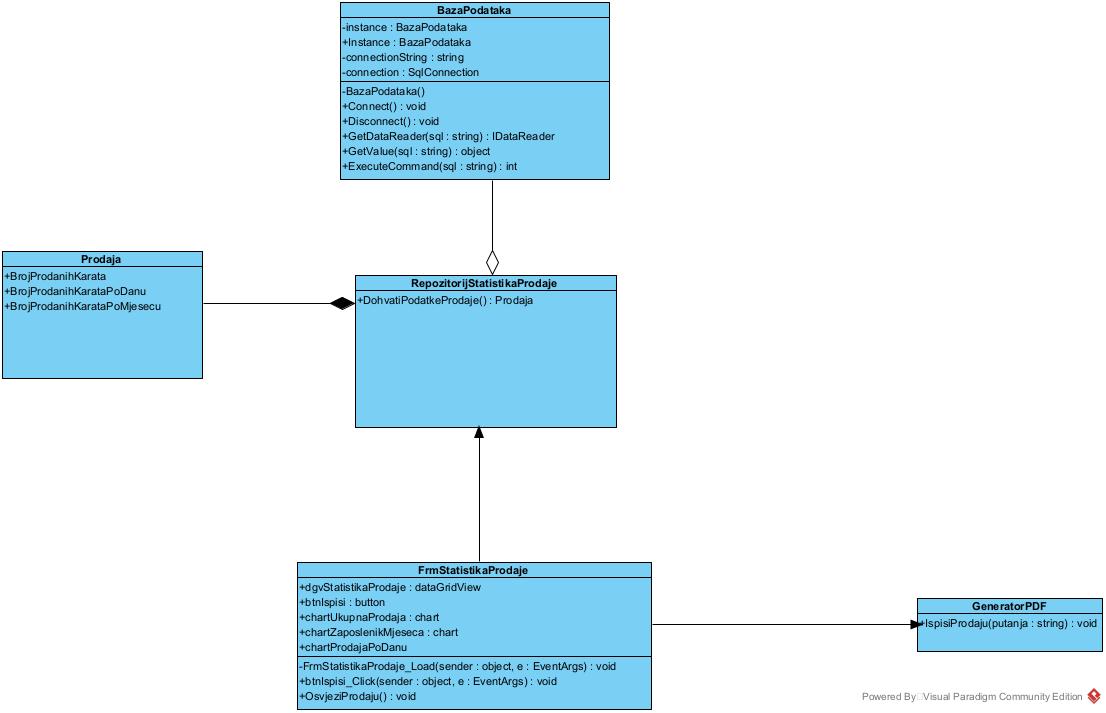 BazaPodataka
-instance : BazaPodataka
+Instance : BazaPodataka
-connectionString : string
-connection : SqlConnection
-BazaPodataka()
+Connect() : void
+Disconnect() : void
+GetDataReader(sql : string) : IDataReader
+GetValue(sql : string) : object
+ExecuteCommand(sql : string) : int
Prodaja
+BrojProdanihKarata
+BrojProdanihKarataPoDanu
+BrojProdanihKarataPoMjesecu
RepozitorijStatistikaProdaje
+DohvatiPodatkeProdaje() : Prodaja
FrmStatistikaProdaje
+dgvStatistikaProdaje : dataGridView
+btnIspisi : button
+chartUkupnaProdaja : chart
+chartZaposlenikMjeseca : chart
+chartProdajaPoDanu
-FrmStatistikaProdaje_Load(sender : object, e : EventArgs) : void
+btnIspisi_Click(sender : object, e : EventArgs) : void
+OsvjeziProdaju() : void
GeneratorPDF
+IspisiProdaju(putanja : string) : void
Powered By Visual Paradigm Community Edition